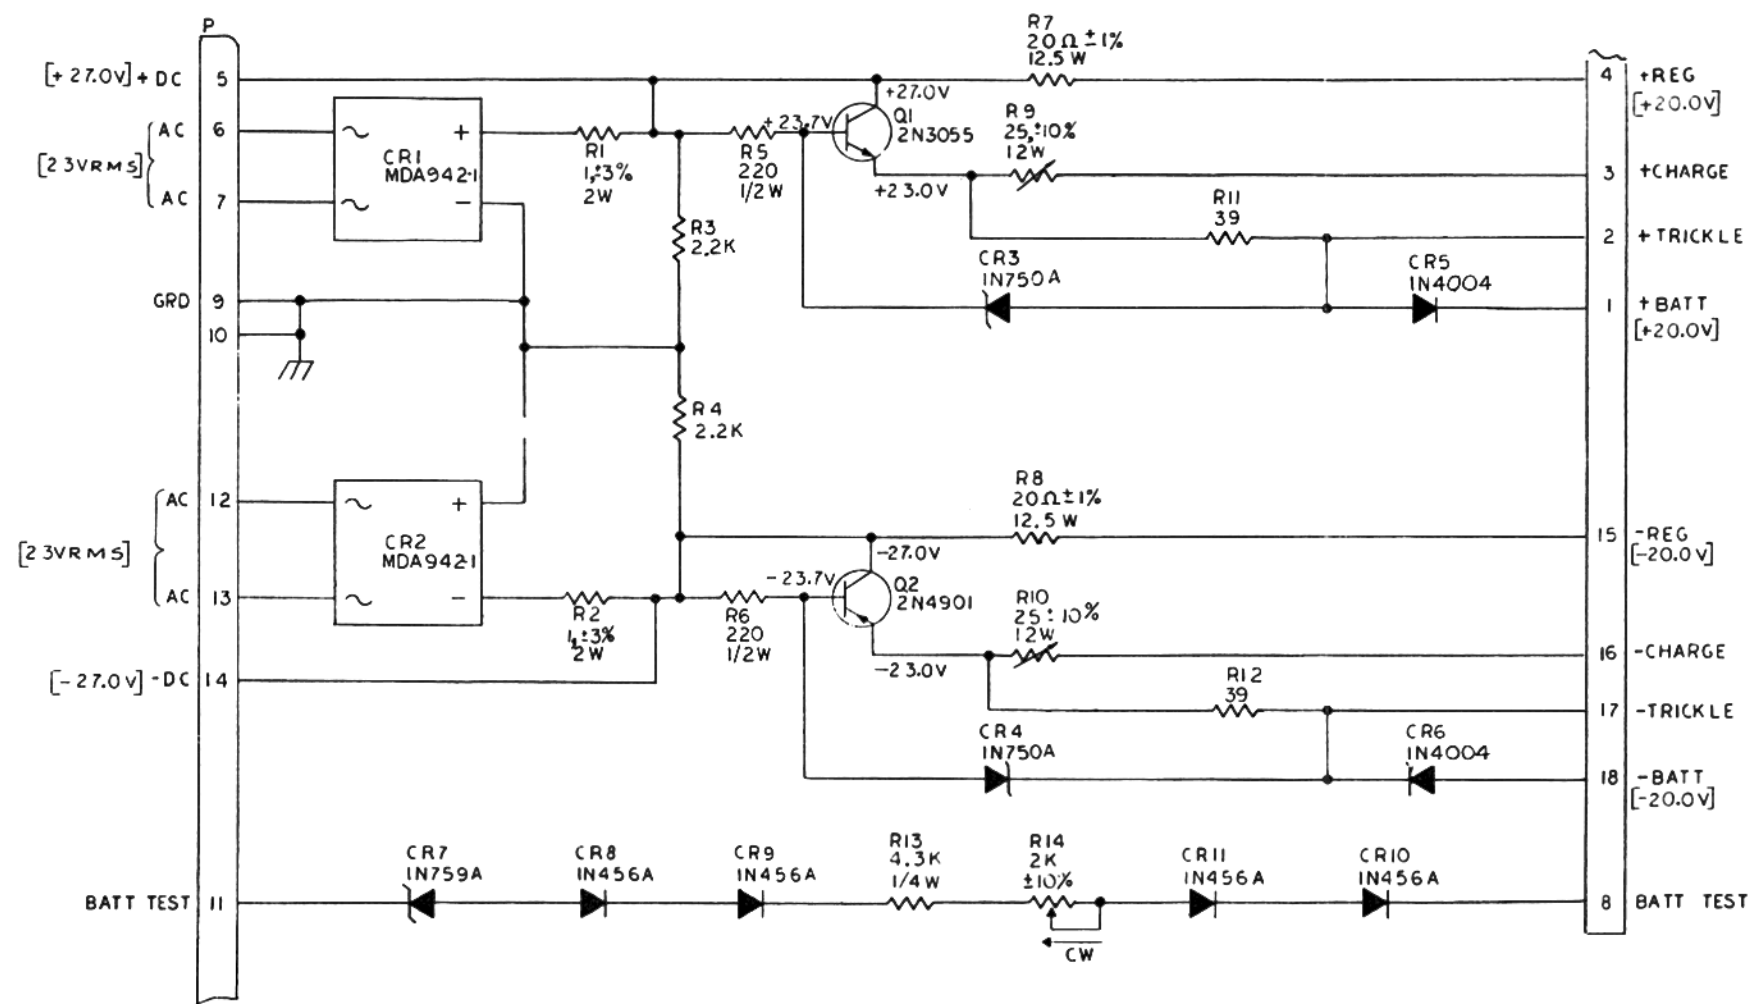 P
[+27.0V] + DC 5
AC 6
[23VRMS]
AC 7
GRD 9
10
AC 12
[23VRMS]
AC 13
[-27.0V] -DC 14
BATT TEST 11
~ +
CR1
MDA942-1
~ −
~ +
CR2
MDA942-1
~ −
R1
1,±3%
2W
R3
2.2K
R5
220
1/2W
+23.7V
+27.0V
Q1
2N3055
+23.0V
R7
20Ω±1%
12.5W
R9
25,±10%
12W
R11
39
CR3
1N750A
CR5
1N4004
R4
2.2K
R2
1,±3%
2W
R6
220
1/2W
-23.7V
-27.0V
Q2
2N4901
-23.0V
R8
20Ω±1%
12.5W
R10
25±10%
12W
R12
39
CR4
1N750A
CR6
1N4004
CR7
1N759A
CR8
1N456A
CR9
1N456A
R13
4.3K
1/4W
R14
2K
±10%
CW
CR11
1N456A
CR10
1N456A
4 +REG
[+20.0V]
3 +CHARGE
2 +TRICKLE
1 +BATT
[+20.0V]
15 -REG
[-20.0V]
16 -CHARGE
17 -TRICKLE
18 -BATT
[-20.0V]
8 BATT TEST